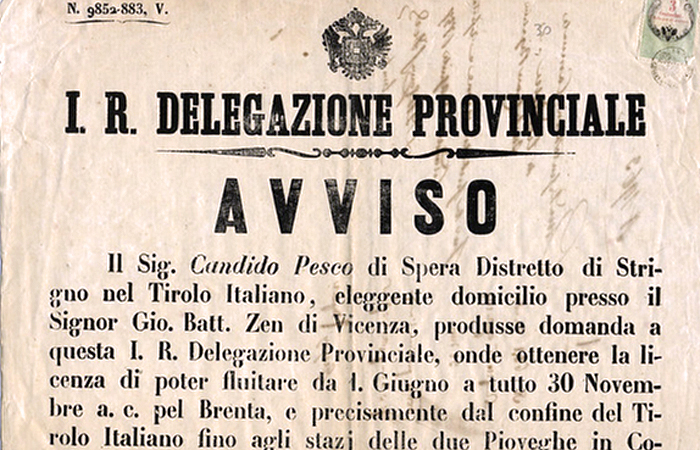 N. 9852-883, V.
30
3
I. R. DELEGAZIONE PROVINCIALE
AVVISO
Il Sig. Candido Pesco di Spera Distretto di Stri-
gno nel Tirolo Italiano, eleggente domicilio presso il
Signor Gio. Batt. Zen di Vicenza, produsse domanda a
questa I. R. Delegazione Provinciale, onde ottenere la li-
cenza di poter fluitare da 1. Giugno a tutto 30 Novem-
bre a. c. pel Brenta, e precisamente dal confine del Ti-
rolo Italiano fino agli stazj delle due Pioveghe in Co-